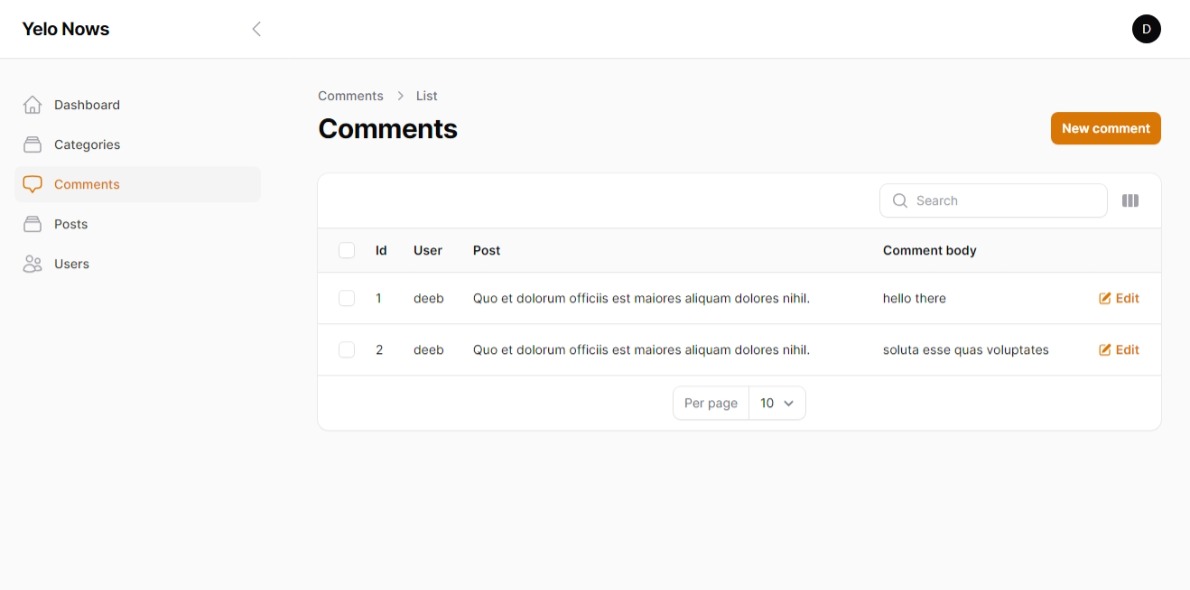 Yelo Nows
D
Dashboard
Categories
Comments
Posts
Users
Comments > List
Comments
New comment
Search
Id User Post Comment body
1 deeb Quo et dolorum officiis est maiores aliquam dolores nihil. hello there Edit
2 deeb Quo et dolorum officiis est maiores aliquam dolores nihil. soluta esse quas voluptates Edit
Per page 10